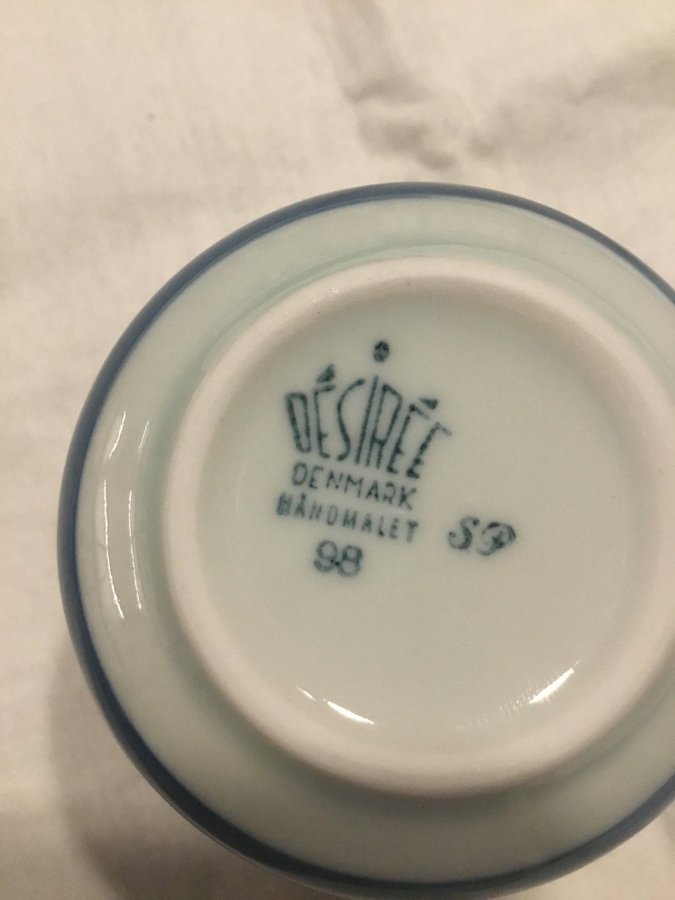 DÉSIRÉE
DENMARK
HÅNDMALET
98
SP